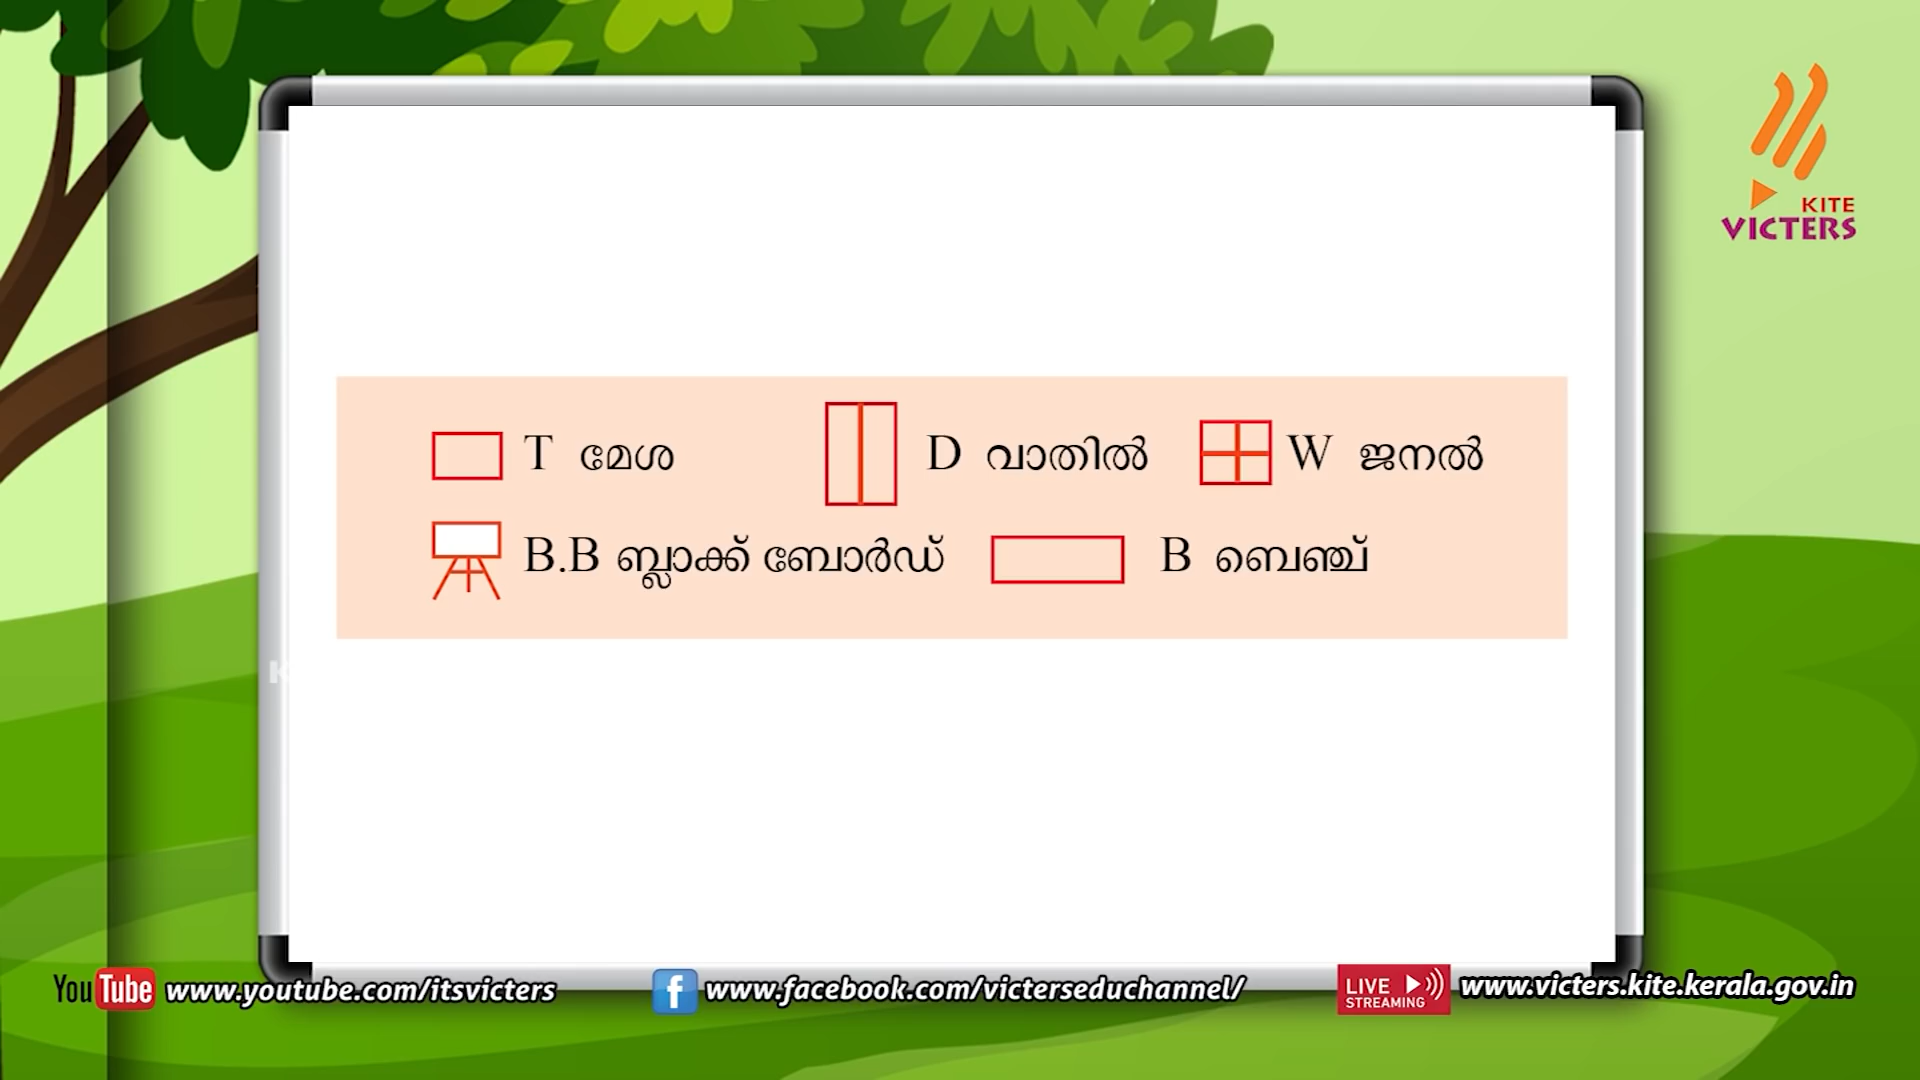 KITE
VICTERS
T മേശ D വാതിൽ W ജനൽ
B.B ബ്ലാക്ക് ബോർഡ് B ബെഞ്ച്
K
YouTube www.youtube.com/itsvicters f www.facebook.com/victerseduchannel/ LIVE STREAMING www.victers.kite.kerala.gov.in